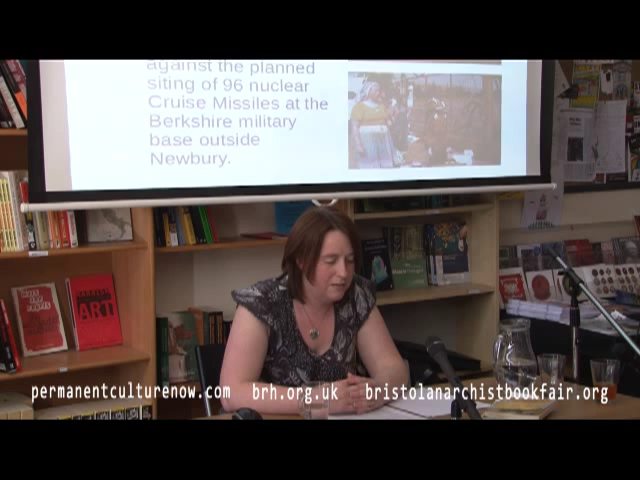 against the planned
siting of 96 nuclear
Cruise Missiles at the
Berkshire military
base outside
Newbury.
ART
permanentculturenow.com brh.org.uk bristolanarchistbookfair.org